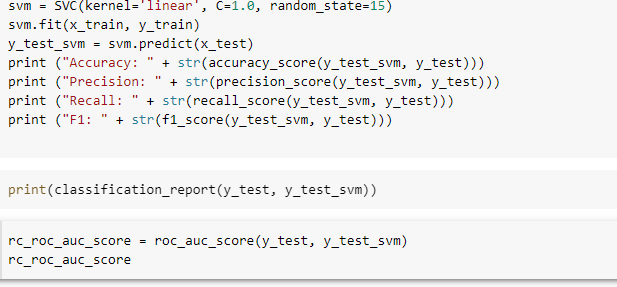 svm = SVC(kernel='linear', C=1.0, random_state=15)
svm.fit(x_train, y_train)
y_test_svm = svm.predict(x_test)
print ("Accuracy: " + str(accuracy_score(y_test_svm, y_test)))
print ("Precision: " + str(precision_score(y_test_svm, y_test)))
print ("Recall: " + str(recall_score(y_test_svm, y_test)))
print ("F1: " + str(f1_score(y_test_svm, y_test)))
print(classification_report(y_test, y_test_svm))
rc_roc_auc_score = roc_auc_score(y_test, y_test_svm)
rc_roc_auc_score